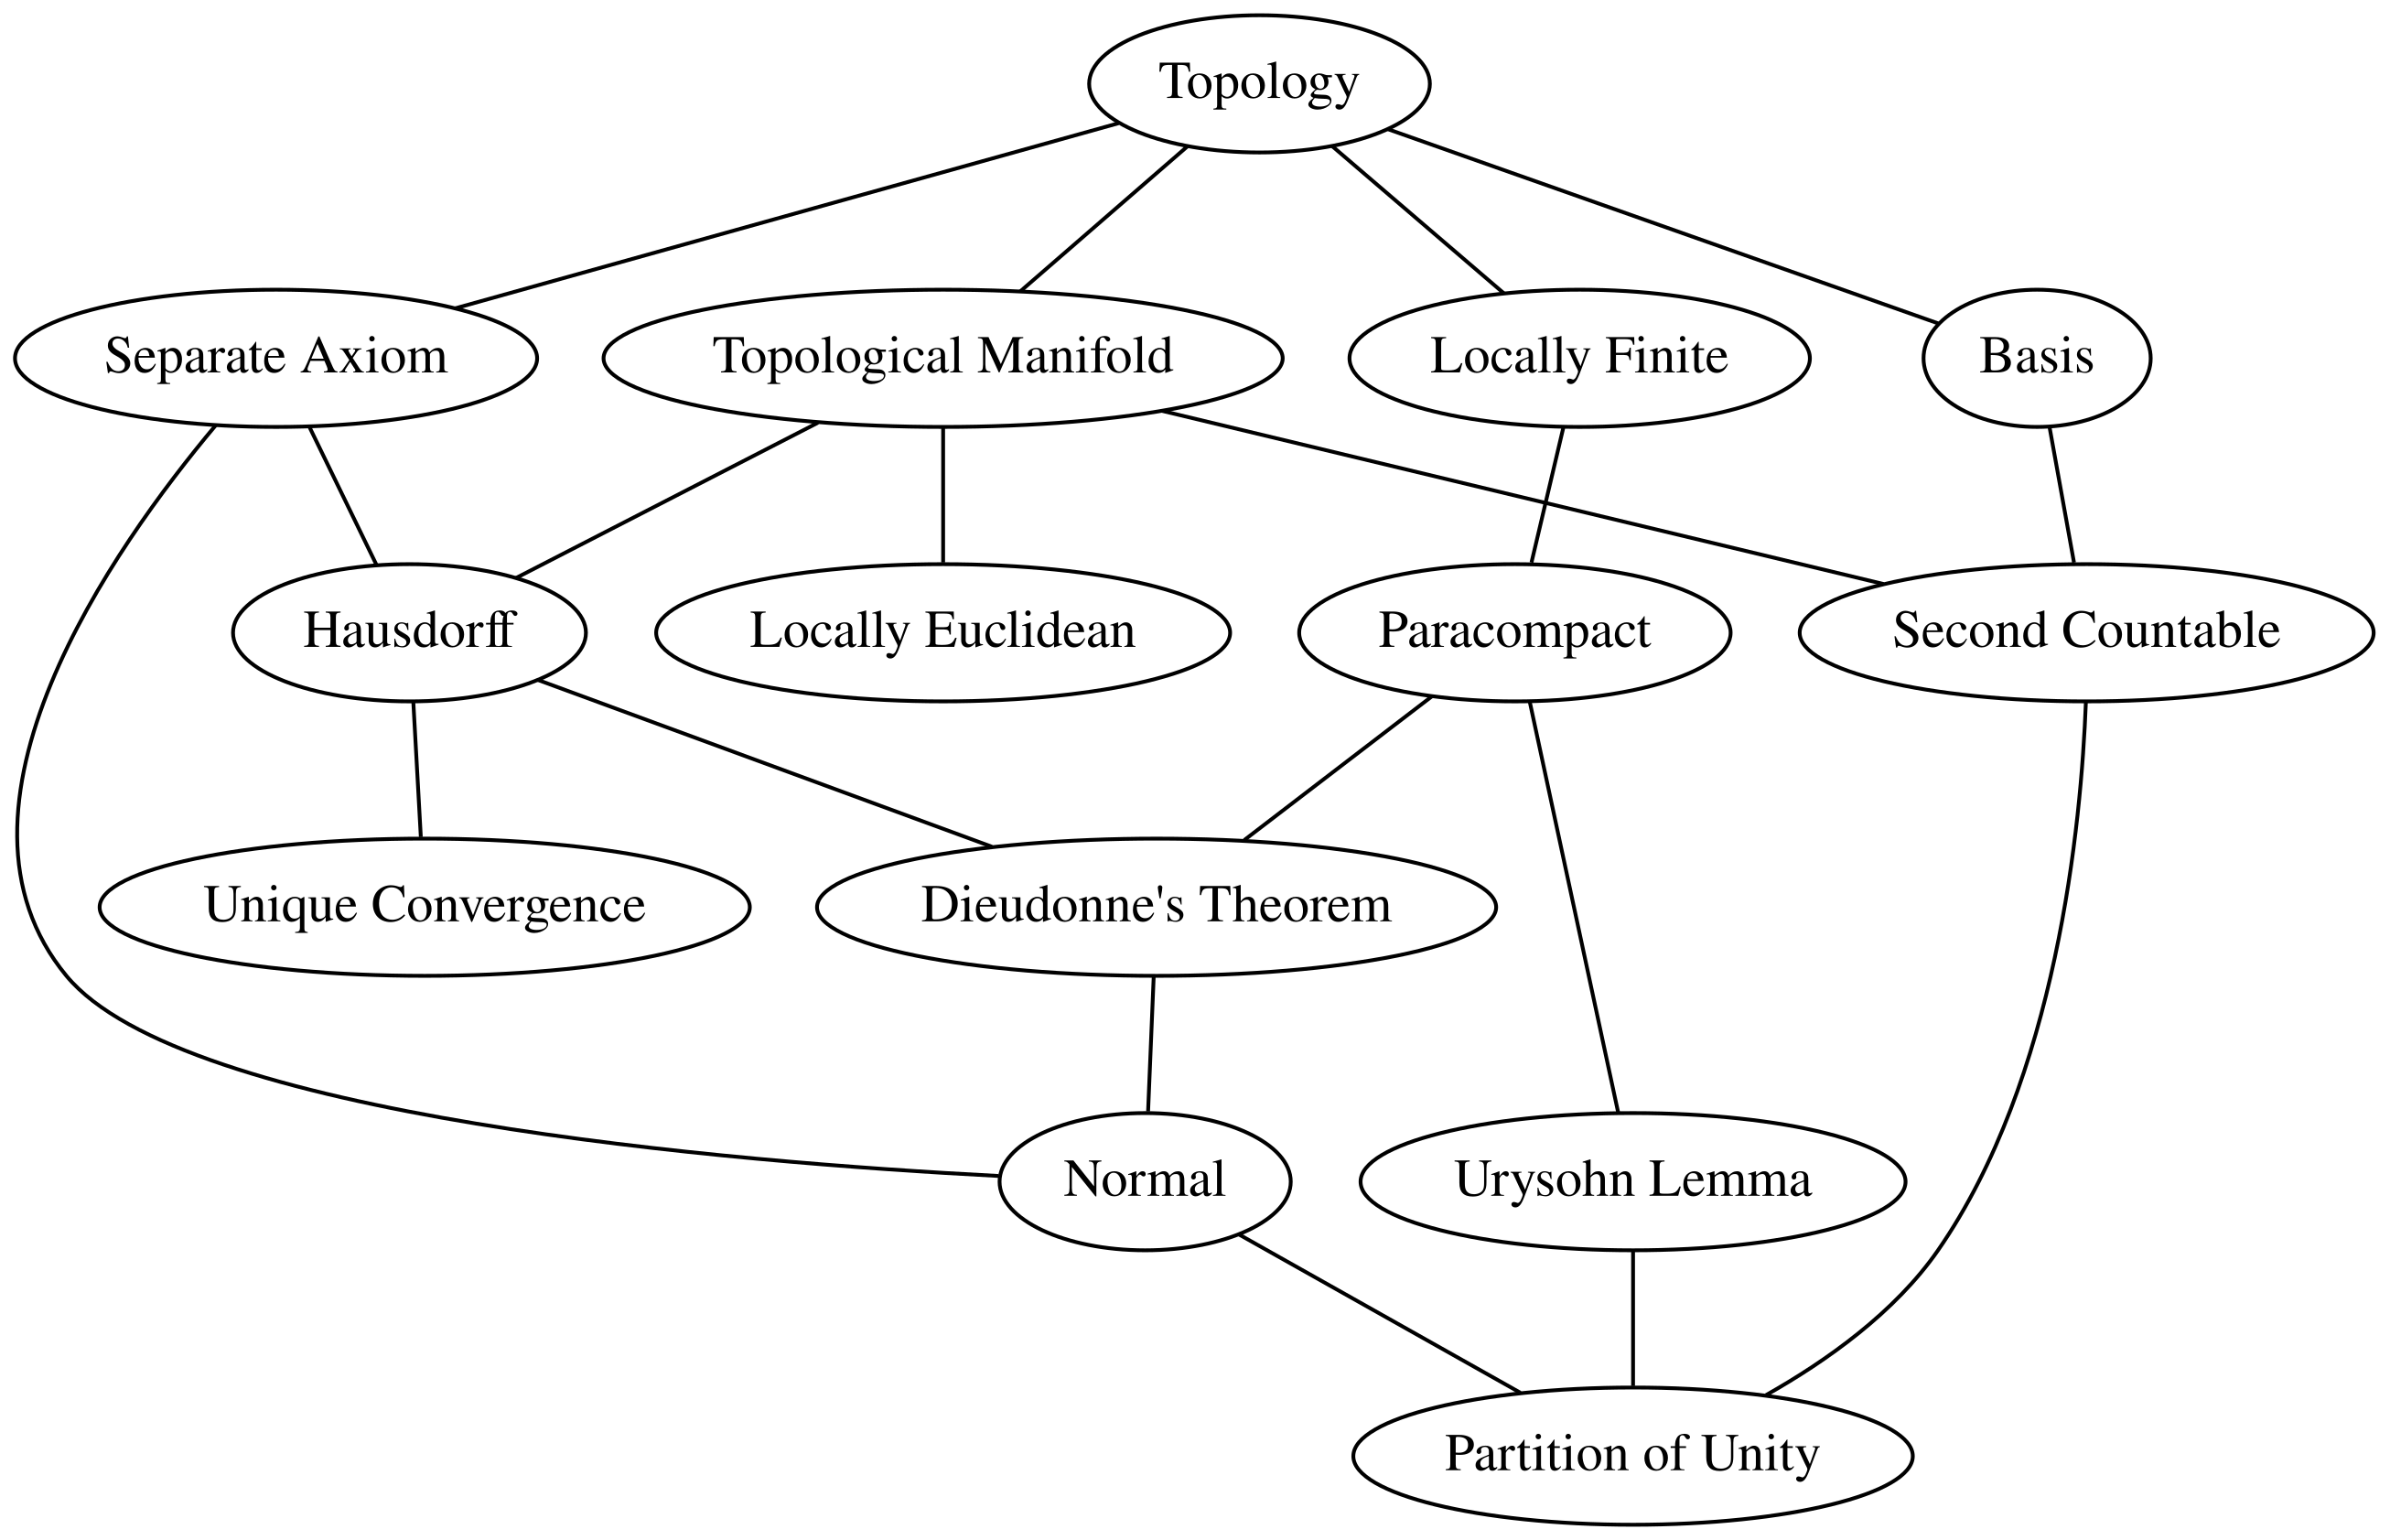 Topology
Separate Axiom
Topological Manifold
Locally Finite
Basis
Hausdorff
Locally Euclidean
Paracompact
Second Countable
Unique Convergence
Dieudonne's Theorem
Normal
Urysohn Lemma
Partition of Unity